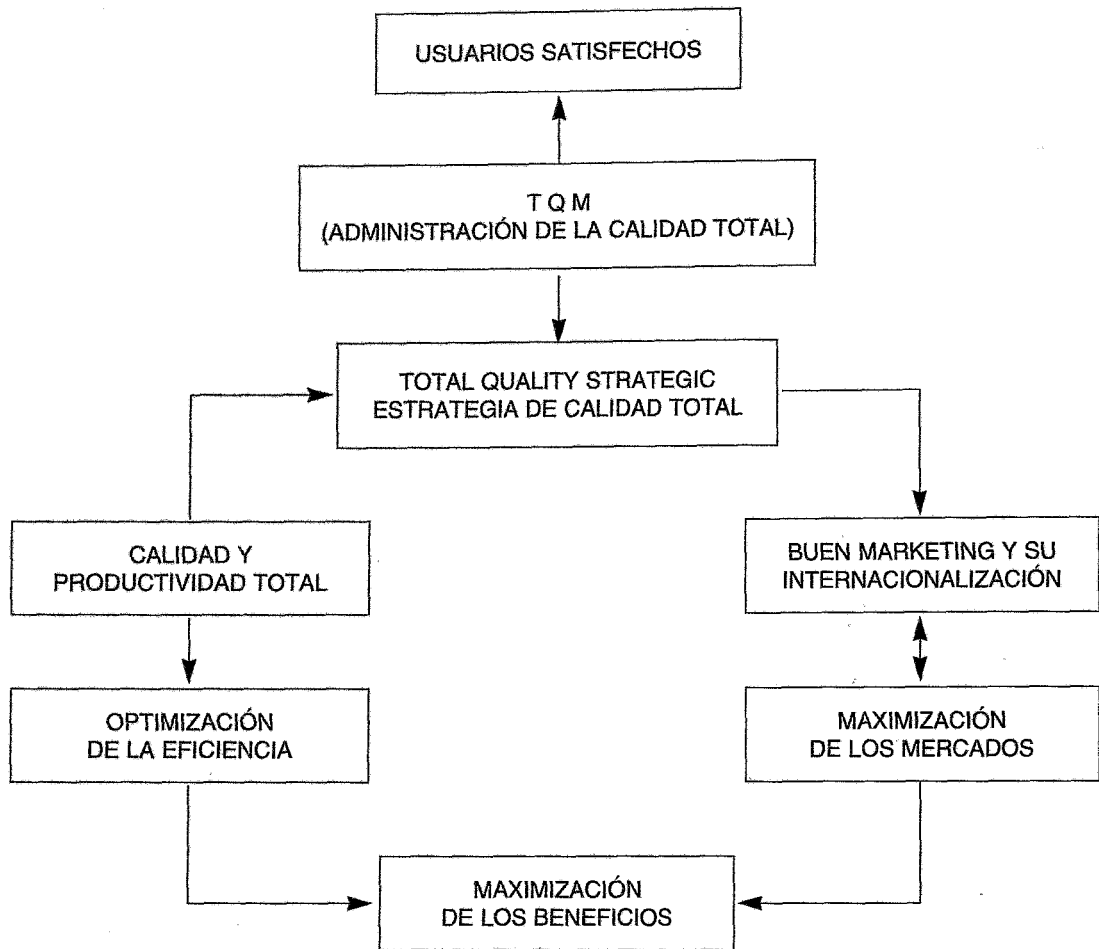 USUARIOS SATISFECHOS
T Q M
(ADMINISTRACIÓN DE LA CALIDAD TOTAL)
TOTAL QUALITY STRATEGIC
ESTRATEGIA DE CALIDAD TOTAL
CALIDAD Y
PRODUCTIVIDAD TOTAL
BUEN MARKETING Y SU
INTERNACIONALIZACIÓN
OPTIMIZACIÓN
DE LA EFICIENCIA
MAXIMIZACIÓN
DE LOS MERCADOS
MAXIMIZACIÓN
DE LOS BENEFICIOS